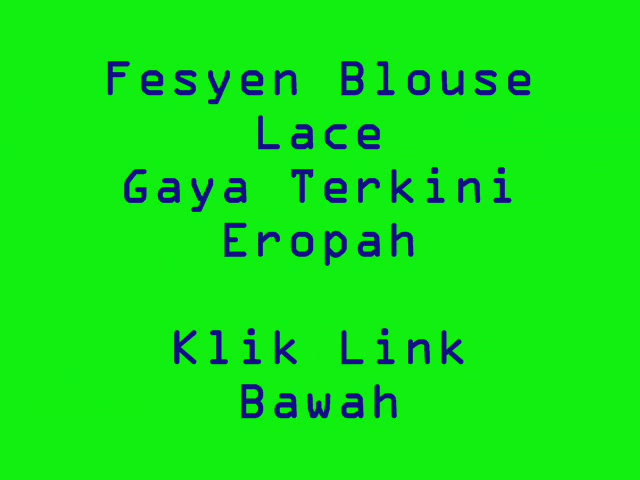 Fesyen Blouse
Lace
Gaya Terkini
Eropah
Klik Link
Bawah